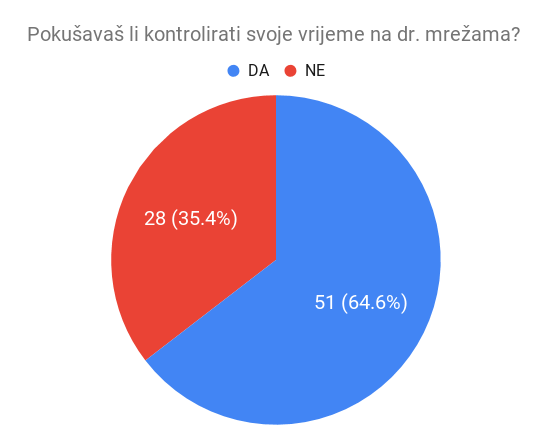 Pokušavaš li kontrolirati svoje vrijeme na dr. mrežama?
DA NE
28 (35.4%)
51 (64.6%)